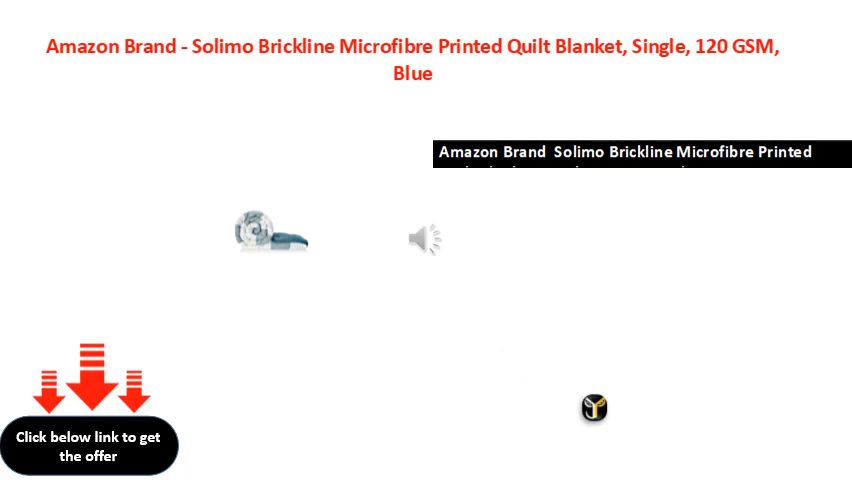 Amazon Brand - Solimo Brickline Microfibre Printed Quilt Blanket, Single, 120 GSM,
Blue
Amazon Brand Solimo Brickline Microfibre Printed
Click below link to get
the offer